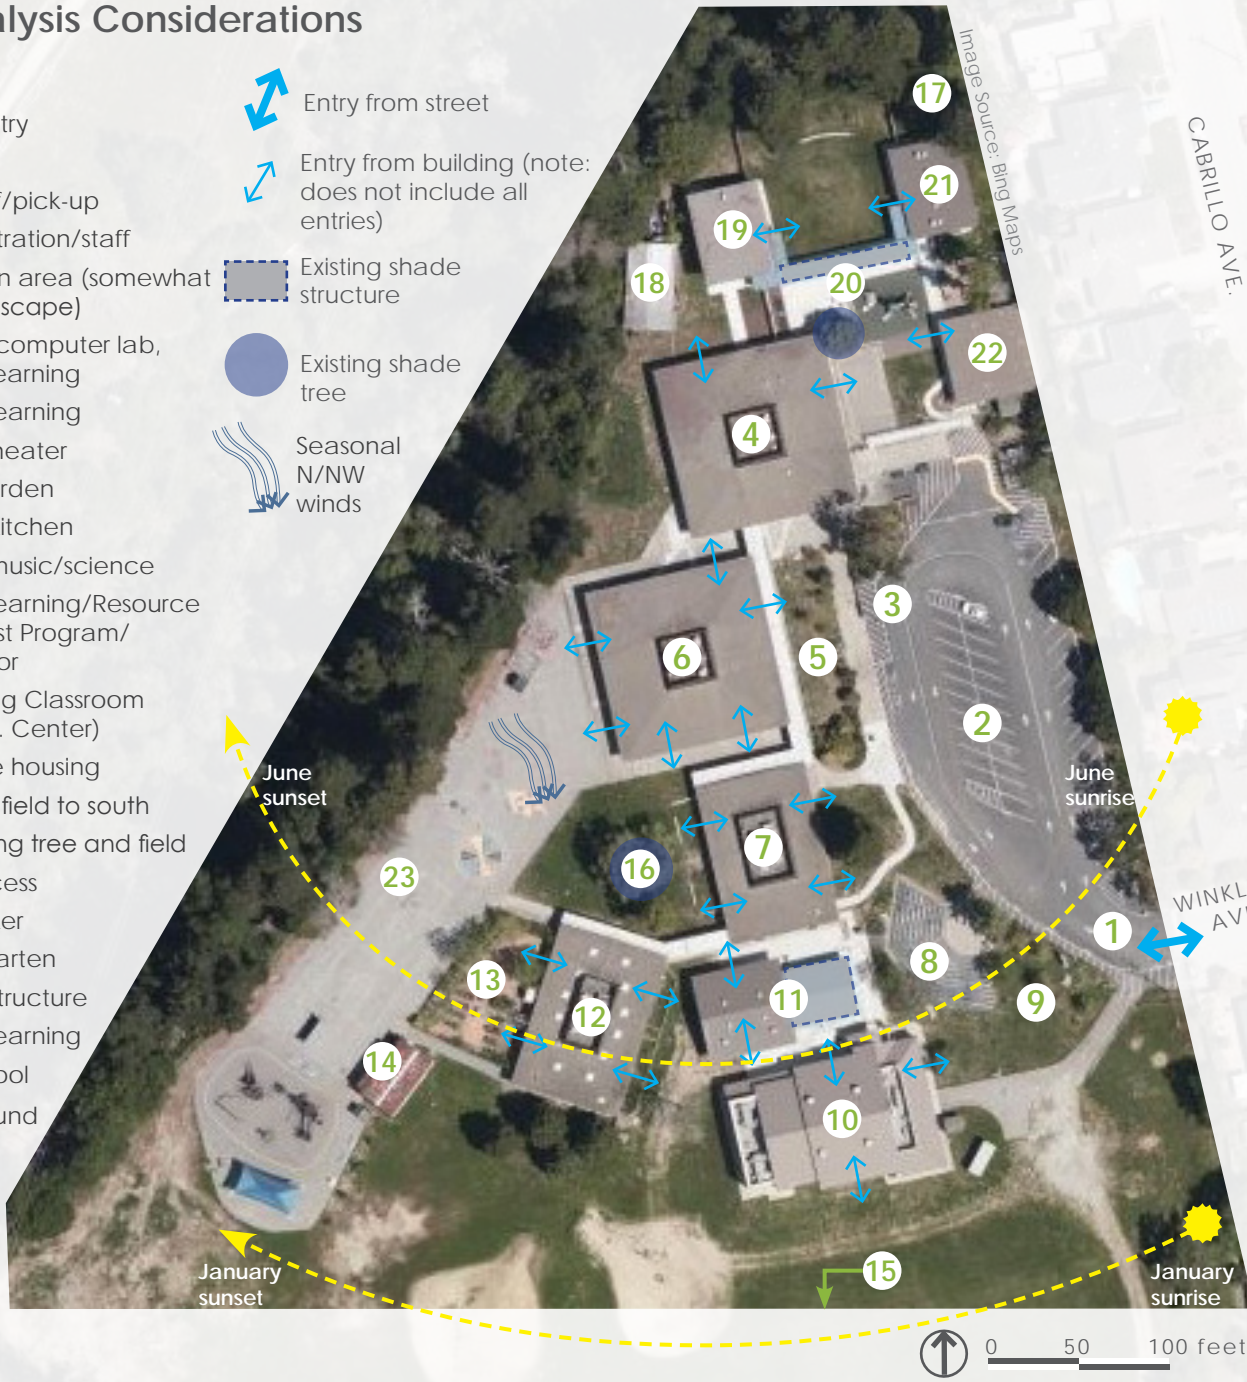 alysis Considerations
try
f/pick-up
tration/staff
n area (somewhat
scape)
computer lab,
earning
earning
heater
rden
itchen
music/science
earning/Resource
st Program/
or
g Classroom
. Center)
e housing
field to south
ng tree and field
cess
er
arten
tructure
earning
ool
und
Entry from street
Entry from building (note:
does not include all
entries)
Existing shade
structure
Existing shade
tree
Seasonal
N/NW
winds
Image Source: Bing Maps
CABRILLO AVE.
WINKL
AV
17
21
19
18
20
22
4
3
6
5
2
7
16
23
1
8
9
13
12
11
14
10
15
June
sunset
June
sunrise
January
sunset
January
sunrise
0 50 100 feet